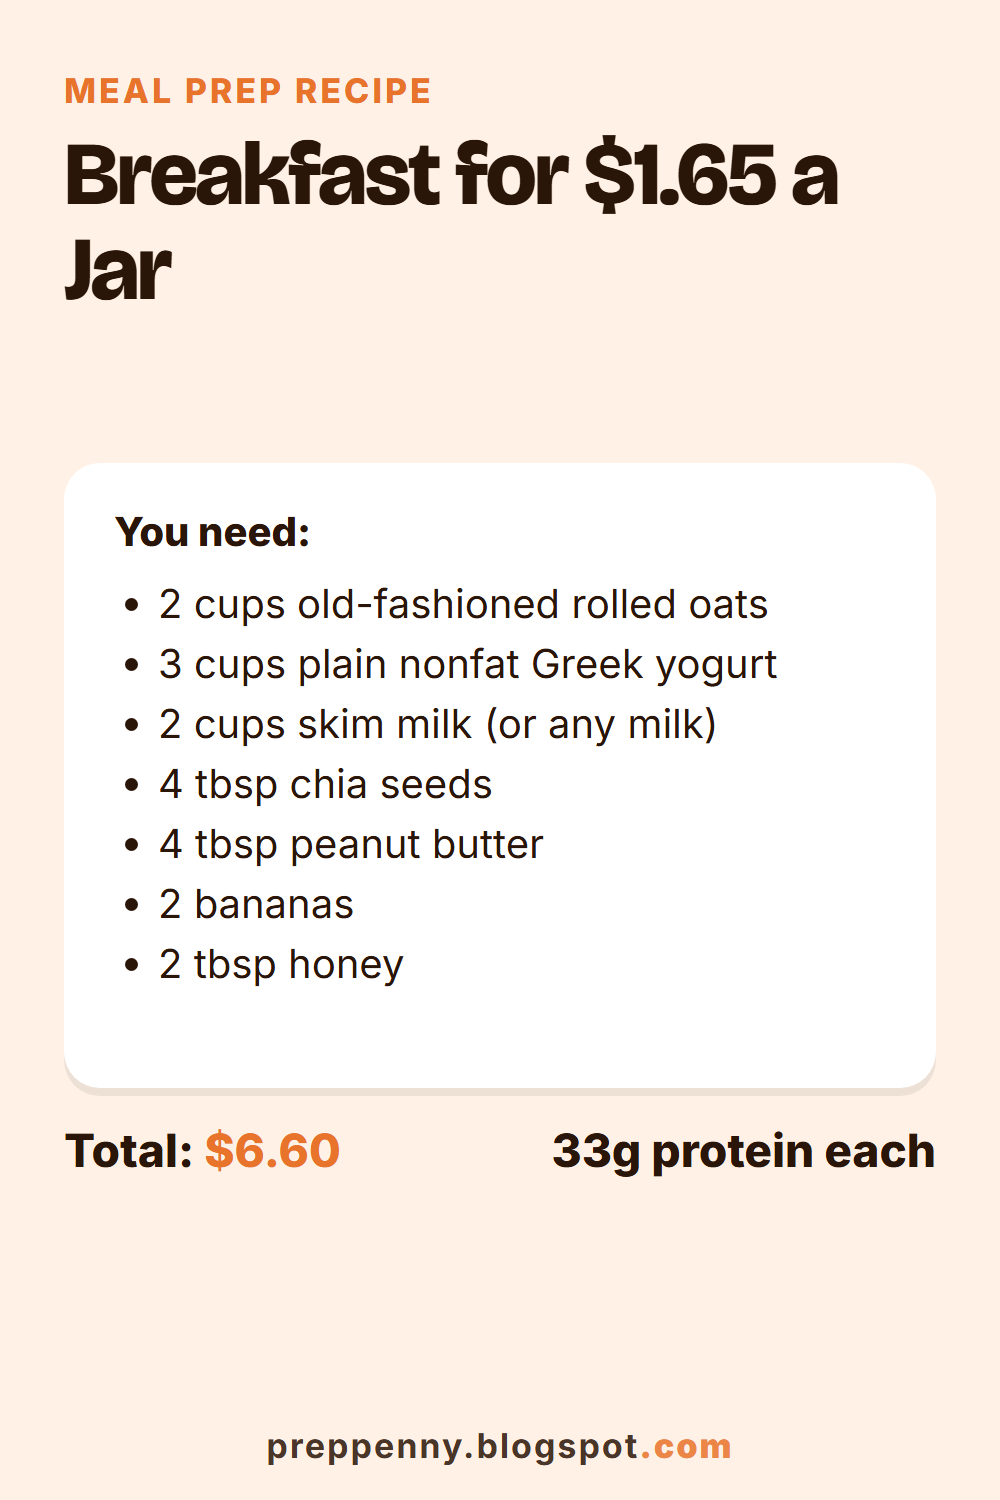 MEAL PREP RECIPE
Breakfast for $1.65 a
Jar
You need:
• 2 cups old-fashioned rolled oats
• 3 cups plain nonfat Greek yogurt
• 2 cups skim milk (or any milk)
• 4 tbsp chia seeds
• 4 tbsp peanut butter
• 2 bananas
• 2 tbsp honey
Total: $6.60 33g protein each
preppenny.blogspot.com